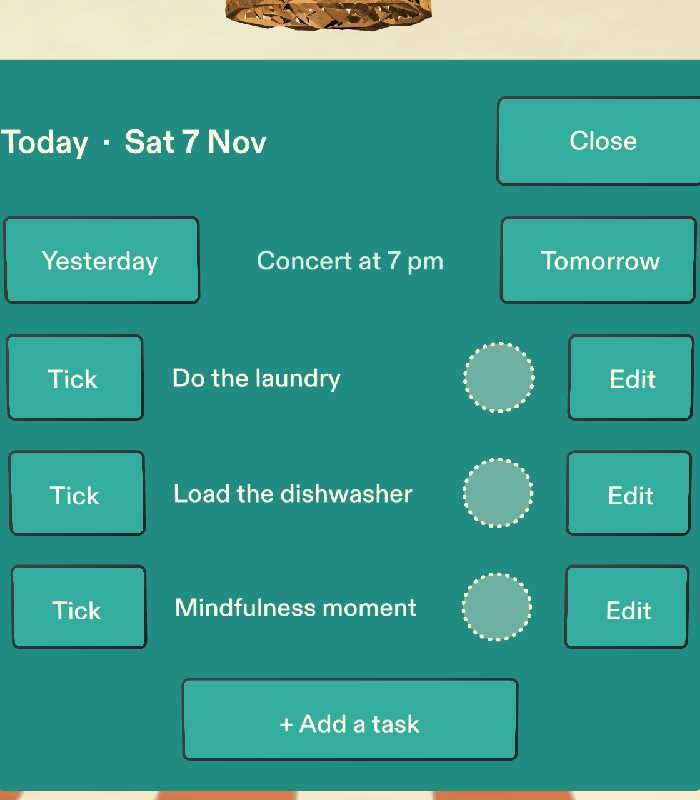 Today · Sat 7 Nov
Close
Yesterday
Concert at 7 pm
Tomorrow
Tick
Do the laundry
Edit
Tick
Load the dishwasher
Edit
Tick
Mindfulness moment
Edit
+ Add a task